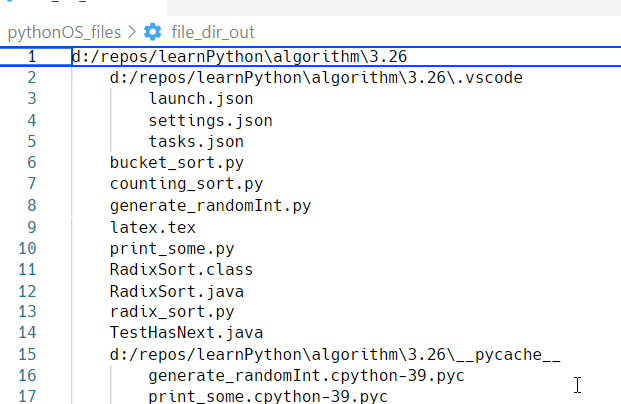 pythonOS_files > file_dir_out
1 d:/repos/learnPython\algorithm\3.26
2 d:/repos/learnPython\algorithm\3.26\.vscode
3 launch.json
4 settings.json
5 tasks.json
6 bucket_sort.py
7 counting_sort.py
8 generate_randomInt.py
9 latex.tex
10 print_some.py
11 RadixSort.class
12 RadixSort.java
13 radix_sort.py
14 TestHasNext.java
15 d:/repos/learnPython\algorithm\3.26\__pycache__
16 generate_randomInt.cpython-39.pyc
17 print_some.cpython-39.pyc